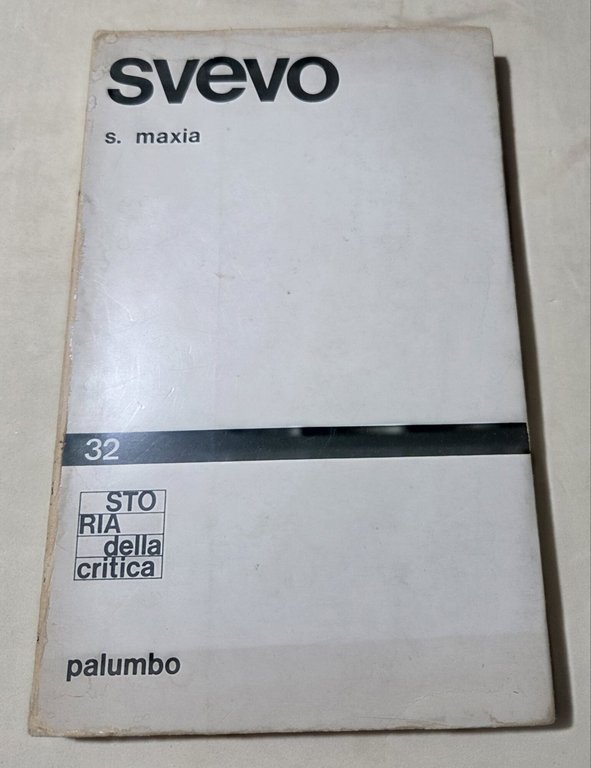 svevo
s. maxia
32
STO
RIA
della
critica
palumbo